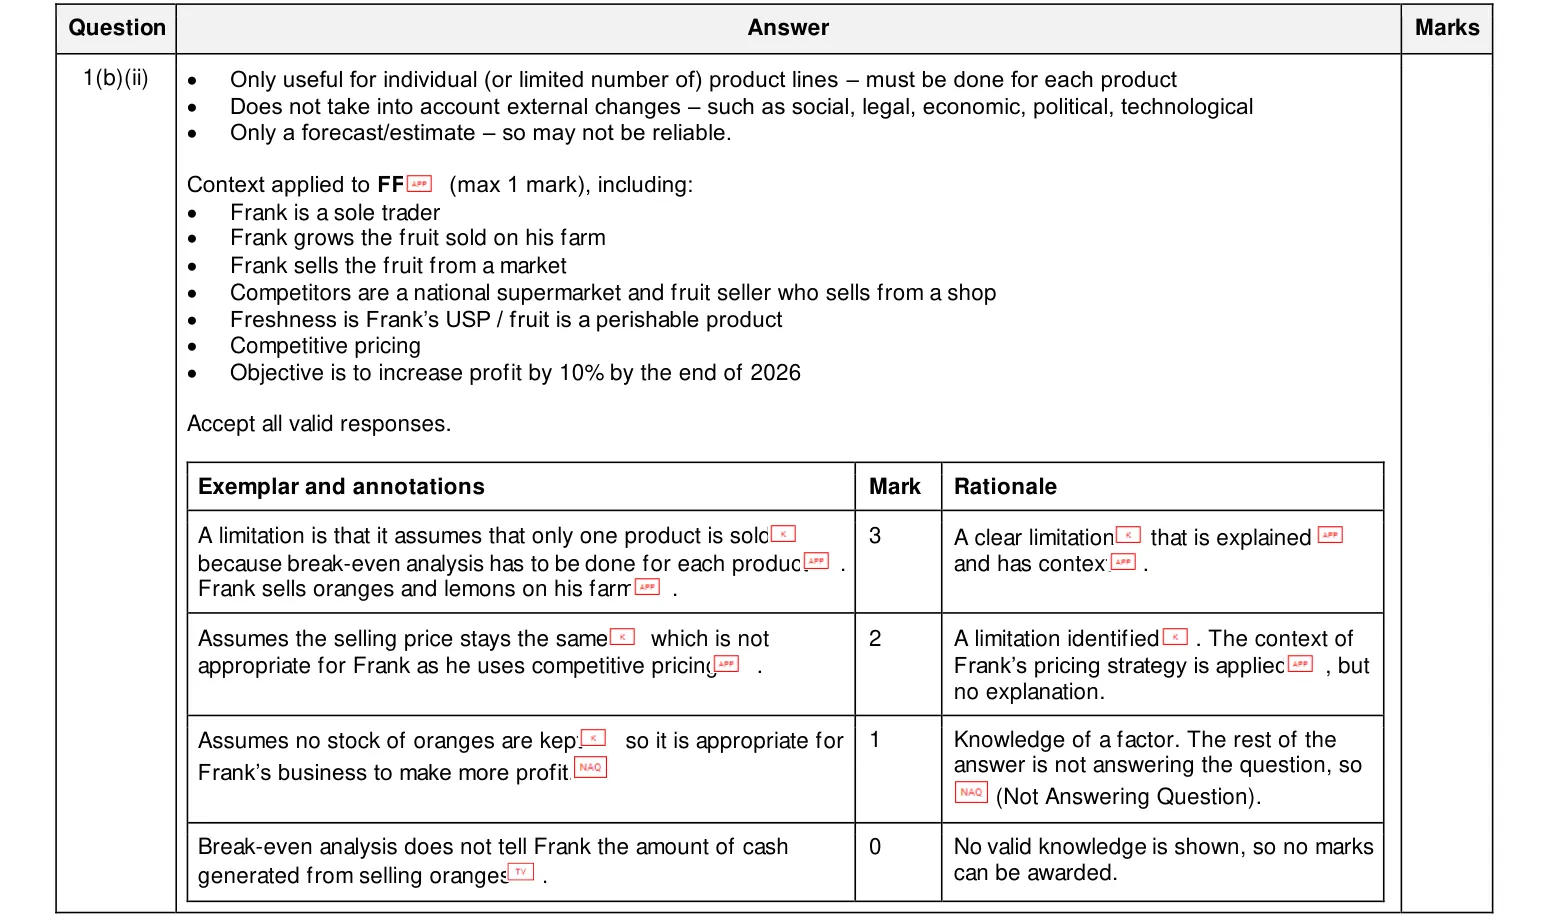 Question Answer Marks
1(b)(ii)
• Only useful for individual (or limited number of) product lines – must be done for each product
• Does not take into account external changes – such as social, legal, economic, political, technological
• Only a forecast/estimate – so may not be reliable.
Context applied to FF APP (max 1 mark), including:
• Frank is a sole trader
• Frank grows the fruit sold on his farm
• Frank sells the fruit from a market
• Competitors are a national supermarket and fruit seller who sells from a shop
• Freshness is Frank's USP / fruit is a perishable product
• Competitive pricing
• Objective is to increase profit by 10% by the end of 2026
Accept all valid responses.
Exemplar and annotations Mark Rationale
A limitation is that it assumes that only one product is sold K
because break-even analysis has to be done for each product APP .
Frank sells oranges and lemons on his farm APP .
3
A clear limitation K that is explained APP
and has context APP .
Assumes the selling price stays the same K which is not
appropriate for Frank as he uses competitive pricing APP .
2
A limitation identified K . The context of
Frank's pricing strategy is applied APP , but
no explanation.
Assumes no stock of oranges are kept K so it is appropriate for
Frank's business to make more profit NAQ
1
Knowledge of a factor. The rest of the
answer is not answering the question, so
NAQ (Not Answering Question).
Break-even analysis does not tell Frank the amount of cash
generated from selling oranges TV .
0
No valid knowledge is shown, so no marks
can be awarded.